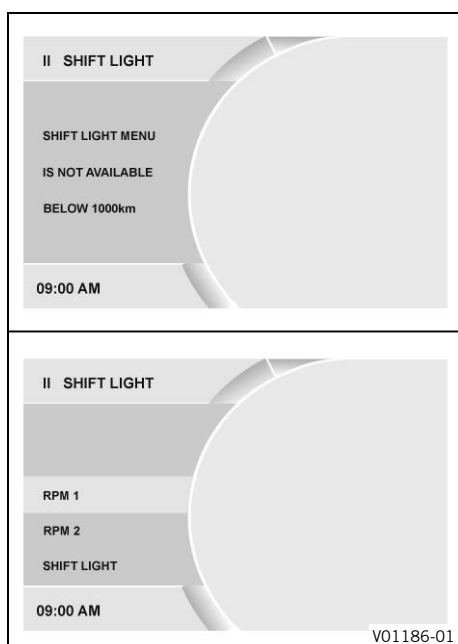 II SHIFT LIGHT
SHIFT LIGHT MENU
IS NOT AVAILABLE
BELOW 1000km
09:00 AM
II SHIFT LIGHT
RPM 1
RPM 2
SHIFT LIGHT
09:00 AM
V01186-01